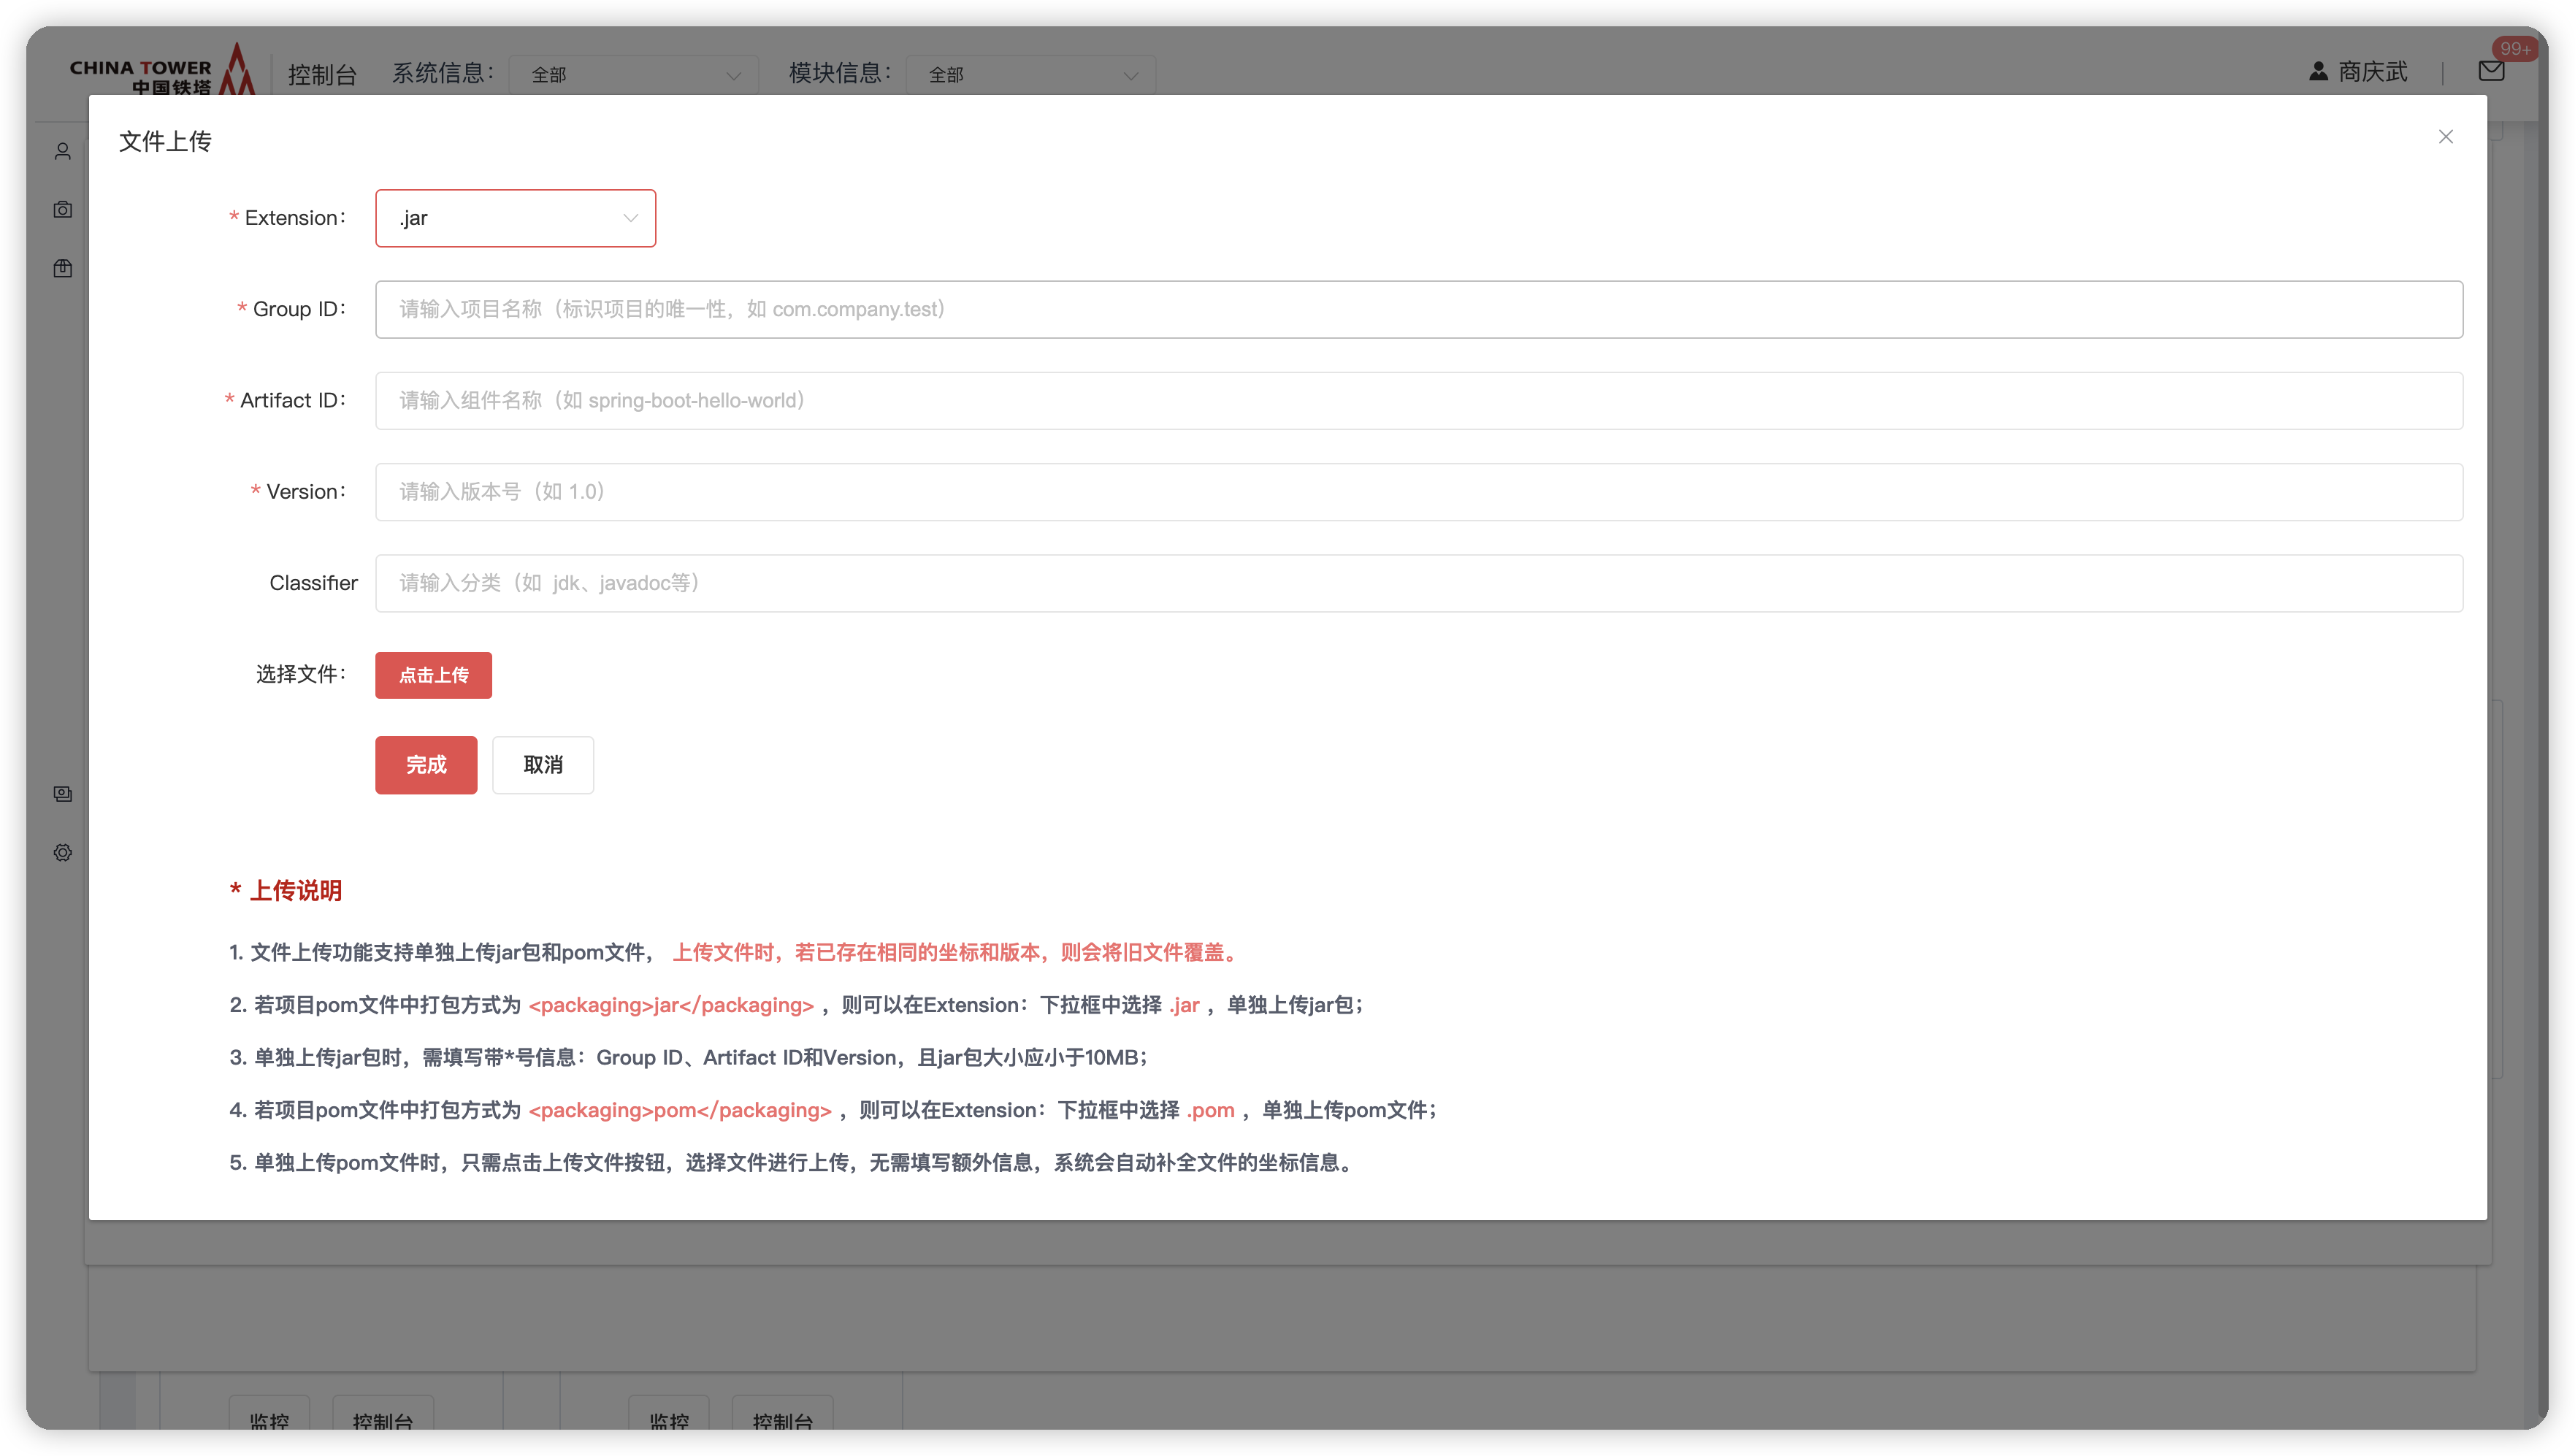 CHINA TOWER
中国铁塔
控制台
系统信息：
全部
模块信息：
全部
商庆武
99+
文件上传
* Extension：
.jar
* Group ID：
请输入项目名称（标识项目的唯一性，如 com.company.test）
* Artifact ID：
请输入组件名称（如 spring-boot-hello-world）
* Version：
请输入版本号（如 1.0）
Classifier
请输入分类（如 jdk、javadoc等）
选择文件：
点击上传
完成
取消
* 上传说明
1. 文件上传功能支持单独上传jar包和pom文件， 上传文件时，若已存在相同的坐标和版本，则会将旧文件覆盖。
2. 若项目pom文件中打包方式为 <packaging>jar</packaging> ，则可以在Extension：下拉框中选择 .jar ，单独上传jar包；
3. 单独上传jar包时，需填写带*号信息：Group ID、Artifact ID和Version，且jar包大小应小于10MB；
4. 若项目pom文件中打包方式为 <packaging>pom</packaging> ，则可以在Extension：下拉框中选择 .pom ，单独上传pom文件；
5. 单独上传pom文件时，只需点击上传文件按钮，选择文件进行上传，无需填写额外信息，系统会自动补全文件的坐标信息。
监控
控制台
监控
控制台